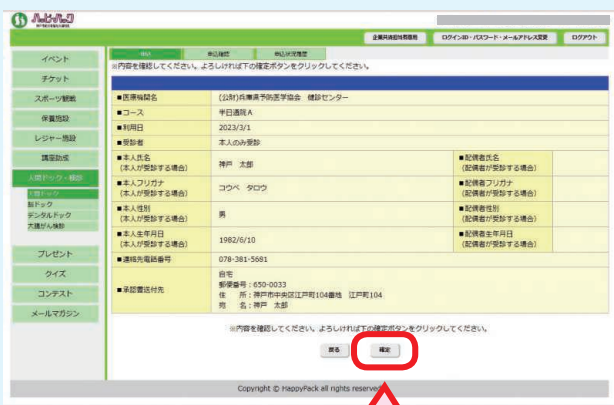 ハッピーパック
企業共済担当者専用
ログインID・パスワード・メールアドレス変更
ログアウト
イベント
チケット
スポーツ観戦
保養施設
レジャー施設
講座助成
人間ドック・検診
人間ドック
脳ドック
デンタルドック
大腸がん検診
プレゼント
クイズ
コンテスト
メールマガジン
申込
申込確認
申込状況履歴
※内容を確認してください。よろしければ下の確定ボタンをクリックしてください。
■医療機関名 (公財)兵庫県予防医学協会 健診センター
■コース 半日通院A
■利用日 2023/3/1
■受診者 本人のみ受診
■本人氏名 (本人が受診する場合) 神戸 太郎 ■配偶者氏名 (配偶者が受診する場合)
■本人フリガナ (本人が受診する場合) コウベ タロウ ■配偶者フリガナ (配偶者が受診する場合)
■本人性別 (本人が受診する場合) 男 ■配偶者性別 (配偶者が受診する場合)
■本人生年月日 (本人が受診する場合) 1982/6/10 ■配偶者生年月日 (配偶者が受診する場合)
■連絡先電話番号 078-381-5681
■承認書送付先
自宅
郵便番号:650-0033
住 所:神戸市中央区江戸町104番地 江戸町104
宛 名:神戸 太郎
※内容を確認してください。よろしければ下の確定ボタンをクリックしてください。
戻る
確定
Copyright © HappyPack all rights reserved